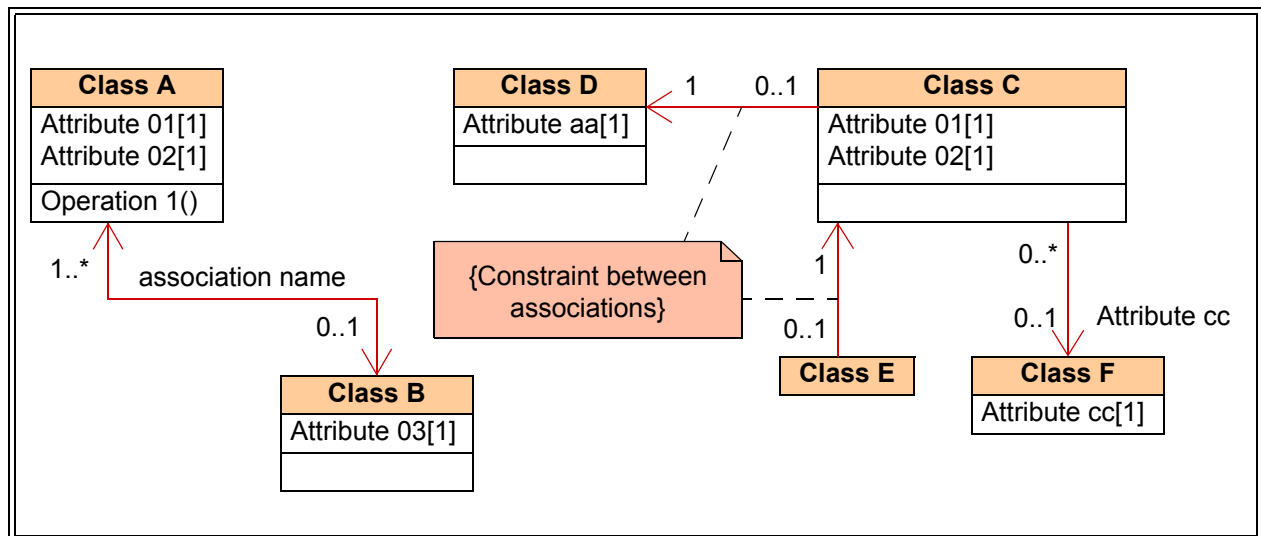 Class A
Attribute 01[1]
Attribute 02[1]
Operation 1()
1..*
association name
0..1
Class B
Attribute 03[1]
Class D
Attribute aa[1]
1
0..1
Class C
Attribute 01[1]
Attribute 02[1]
{Constraint between
associations}
1
0..1
Class E
0..*
0..1
Attribute cc
Class F
Attribute cc[1]